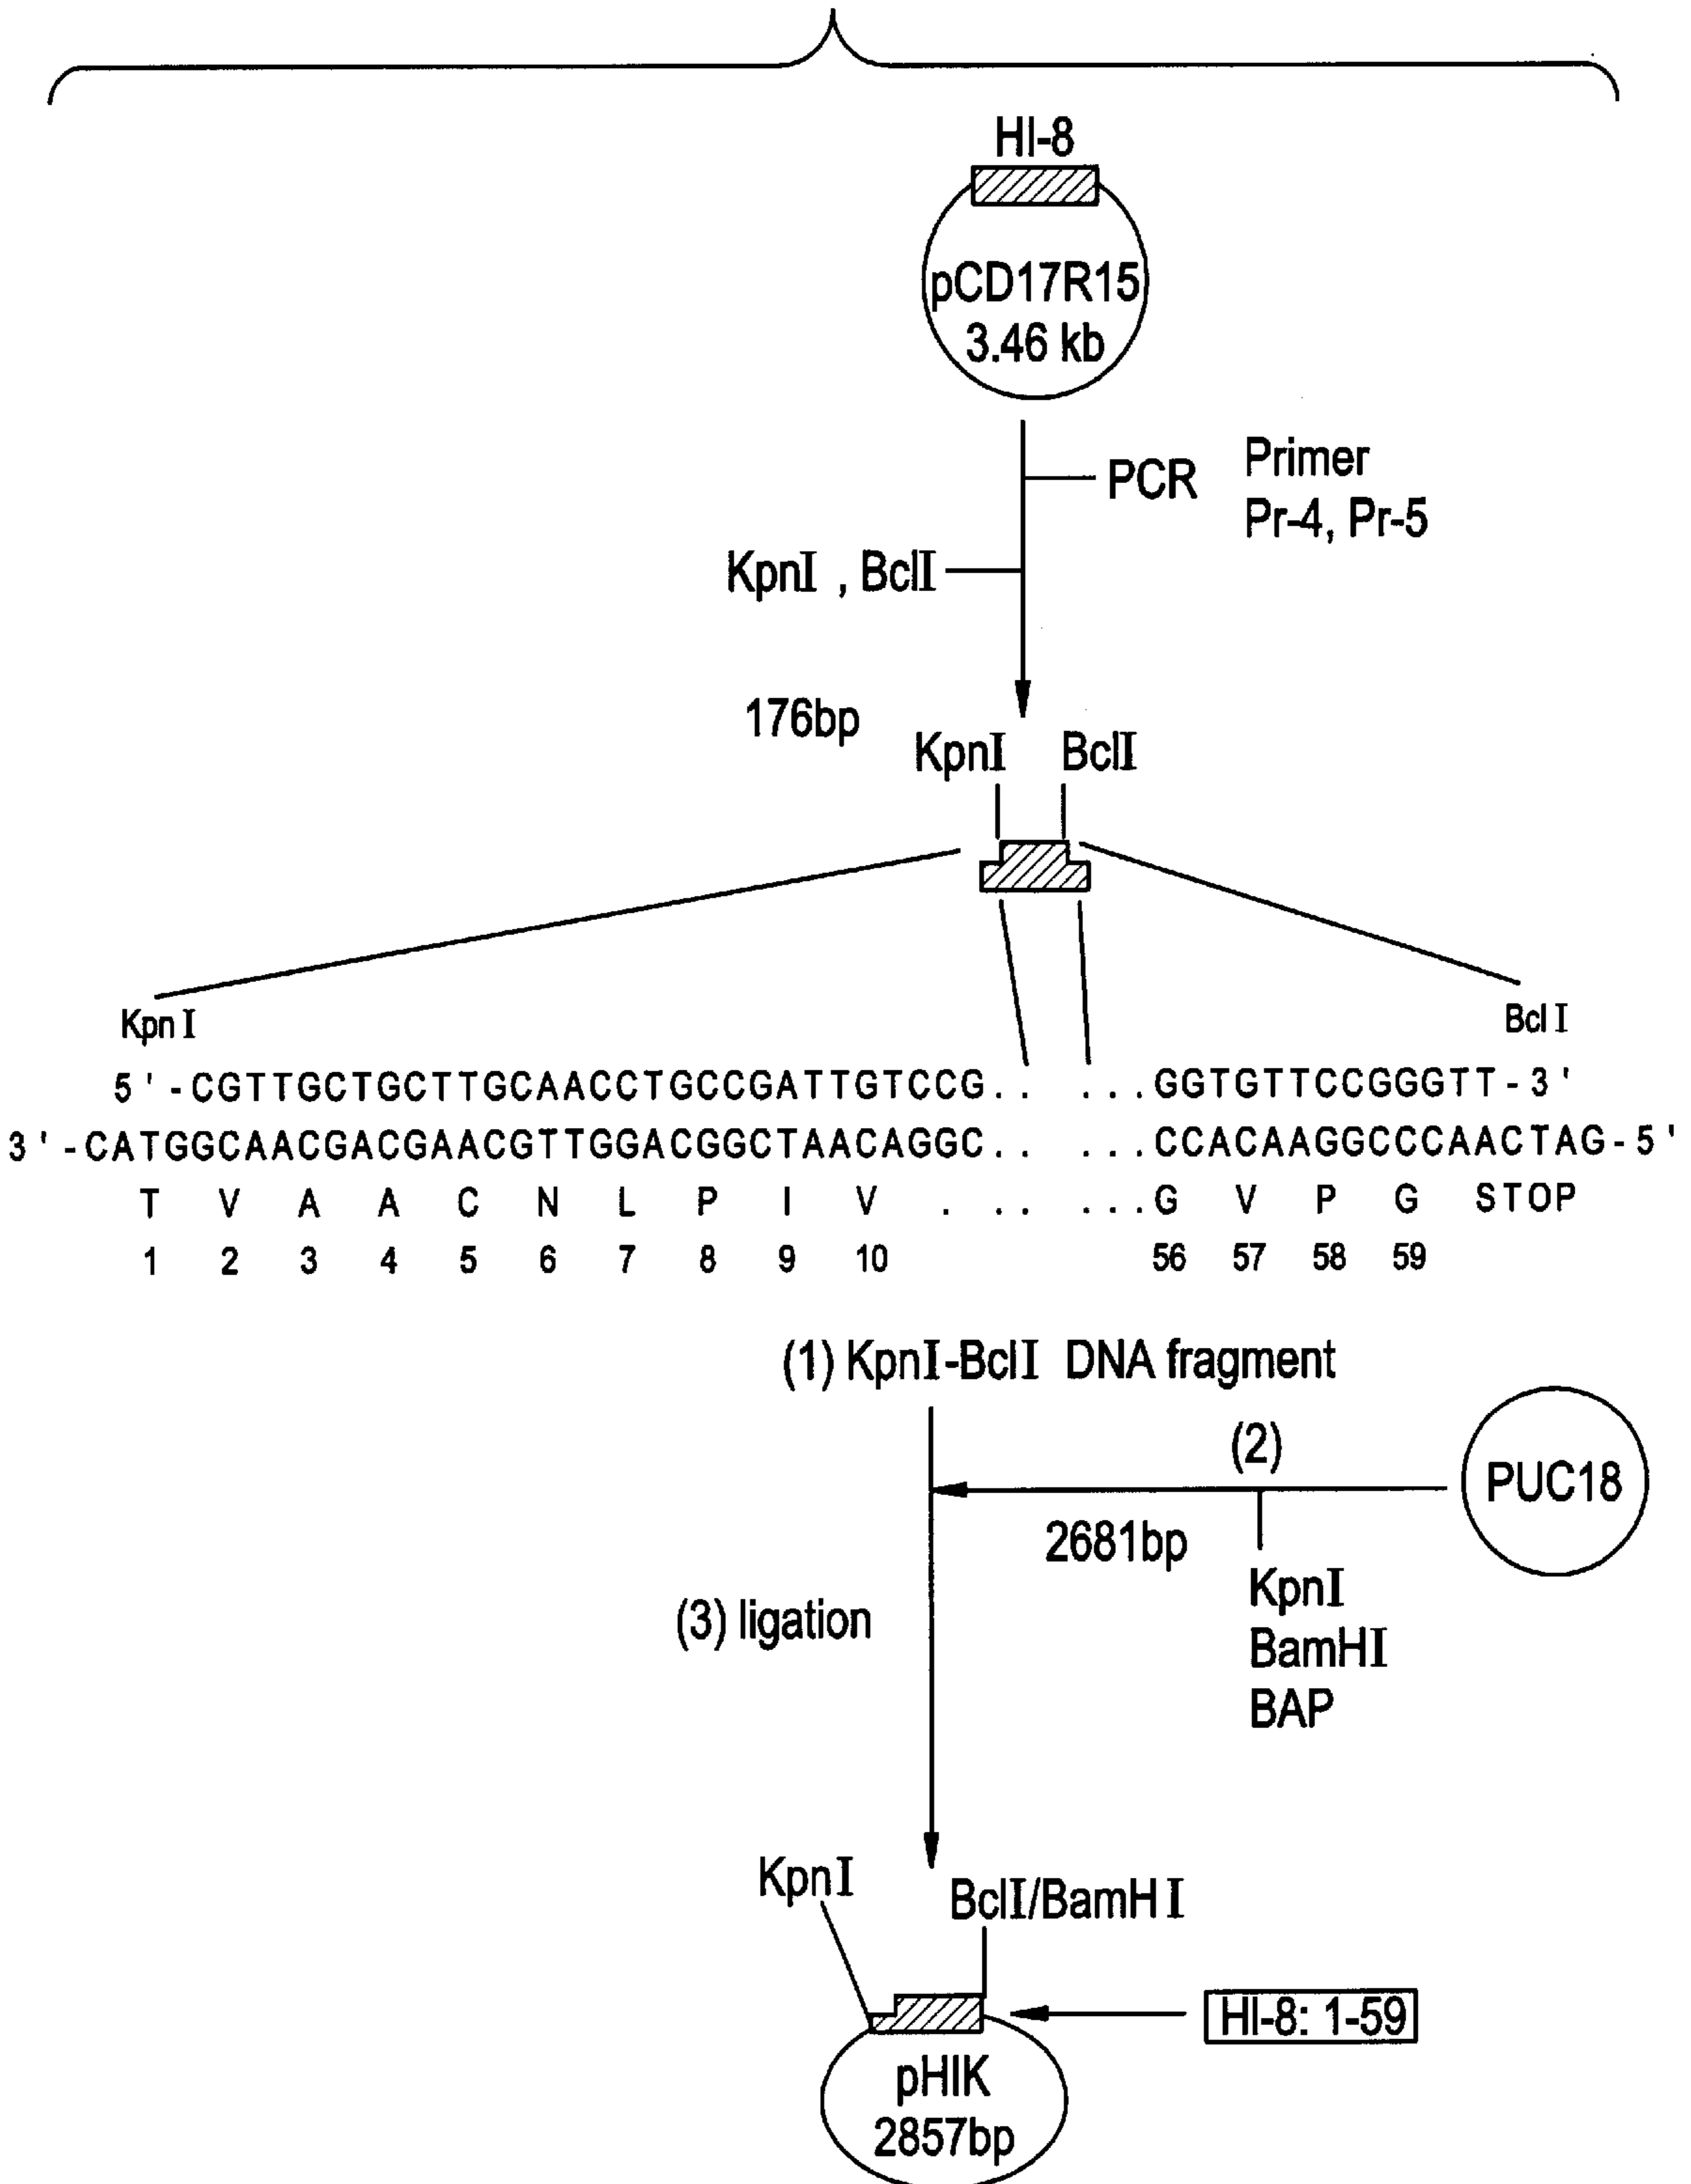 HI-8
pCD17R15
3.46 kb
PCR
Primer
Pr-4, Pr-5
KpnI , BclI
176bp
KpnI BclI
Kpn I
Bcl I
5 ' - CGTTGCTGCTTGCAACCTGCCGATTGTCCG. . . . .GGTGTTCCGGGTT - 3 '
3 ' - CATGGCAACGACGAACGTTGGACGGCTAACAGGC. . . . .CCACAAGGCCCAACTAG - 5 '
T V A A C N L P I V . . . . . .G V P G STOP
1 2 3 4 5 6 7 8 9 10 56 57 58 59
(1) KpnI-BclI DNA fragment
(2)
PUC18
2681bp
KpnI
BamHI
BAP
(3) ligation
KpnI
BclI/BamH I
HI-8: 1-59
pHIK
2857bp